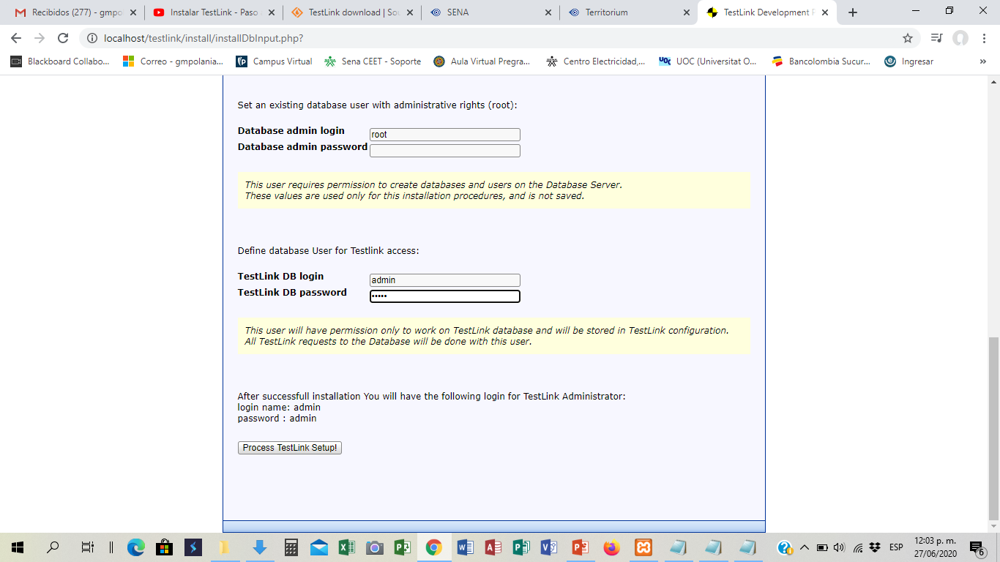 Recibidos (277) - gmpol
Instalar TestLink - Paso
TestLink download | Sou
SENA
Territorium
TestLink Development P
localhost/testlink/install/installDbInput.php?
Blackboard Collabo...
Correo - gmpolania...
Campus Virtual
Sena CEET - Soporte
Aula Virtual Pregra...
Centro Electricidad,...
UOC (Universitat O...
Bancolombia Sucur...
Ingresar
»
Set an existing database user with administrative rights (root):
Database admin login root
Database admin password
This user requires permission to create databases and users on the Database Server.
These values are used only for this installation procedures, and is not saved.
Define database User for Testlink access:
TestLink DB login admin
TestLink DB password •••••
This user will have permission only to work on TestLink database and will be stored in TestLink configuration.
All TestLink requests to the Database will be done with this user.
After successfull installation You will have the following login for TestLink Administrator:
login name: admin
password : admin
Process TestLink Setup!
ESP
12:03 p. m.
27/06/2020
6